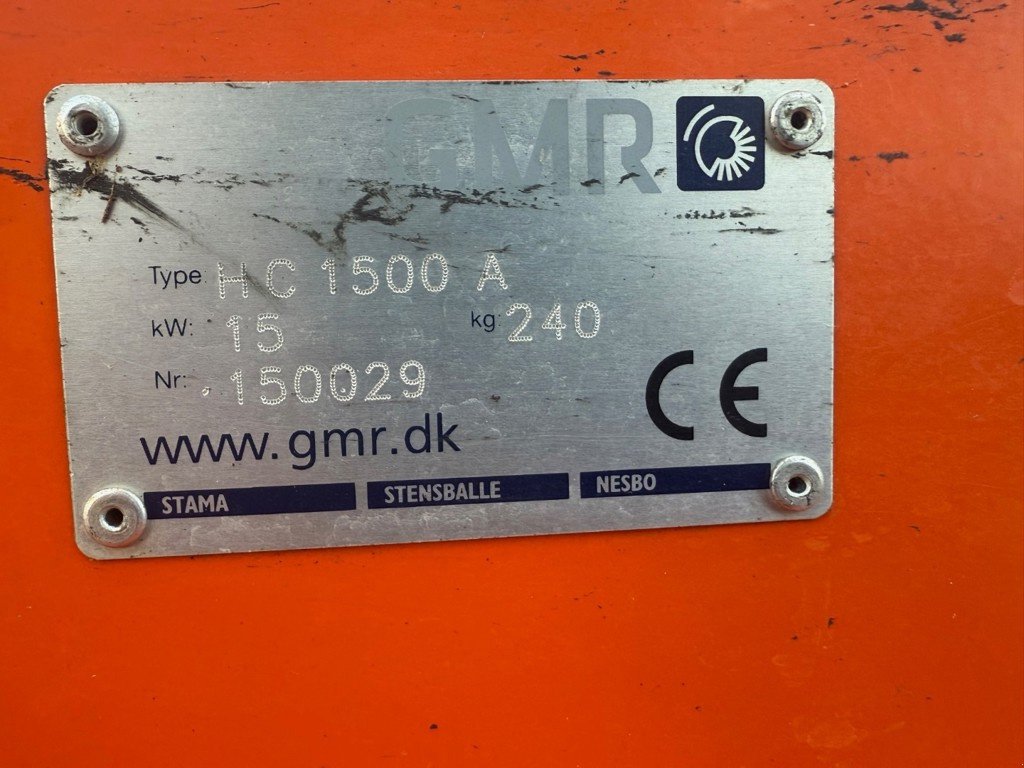 GMR
Type: HC 1500 A
kW: 15 kg: 240
Nr: 150029
www.gmr.dk
CE
STAMA STENSBALLE NESBO